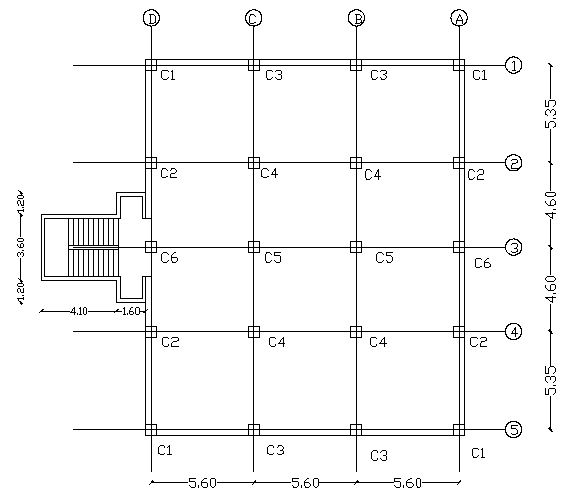 D C B A
C1 C3 C3 C1 1
5.35
C2 C4 C4 C2 2
1.20
4.60
3.60
C6 C5 C5 C6 3
1.20
4.60
4.10 1.60
C2 C4 C4 C2 4
5.35
5
C1 C3 C3 C1
5.60 5.60 5.60